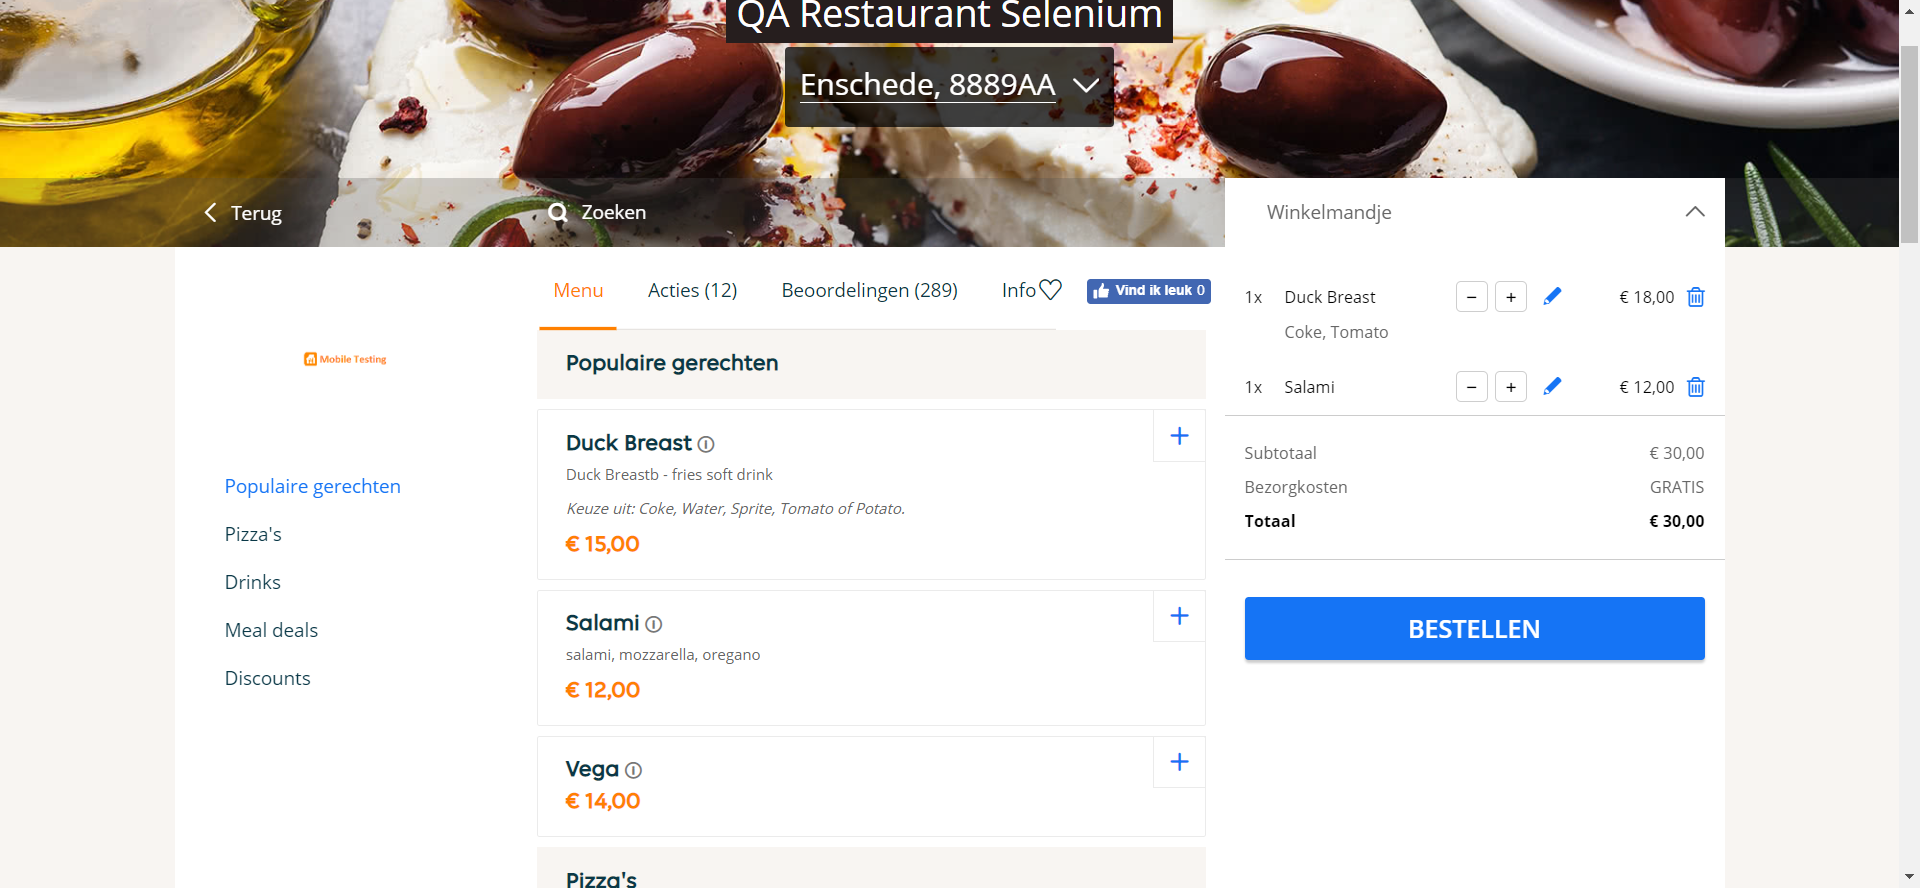 QA Restaurant Selenium
Enschede, 8889AA
Terug
Zoeken
Menu
Acties (12)
Beoordelingen (289)
Info
Vind ik leuk 0
Mobile Testing
Populaire gerechten
Pizza's
Drinks
Meal deals
Discounts
Populaire gerechten
Duck Breast
Duck Breastb - fries soft drink
Keuze uit: Coke, Water, Sprite, Tomato of Potato.
€ 15,00
Salami
salami, mozzarella, oregano
€ 12,00
Vega
€ 14,00
Pizza's
Winkelmandje
1x Duck Breast − + € 18,00
Coke, Tomato
1x Salami − + € 12,00
Subtotaal € 30,00
Bezorgkosten GRATIS
Totaal € 30,00
BESTELLEN